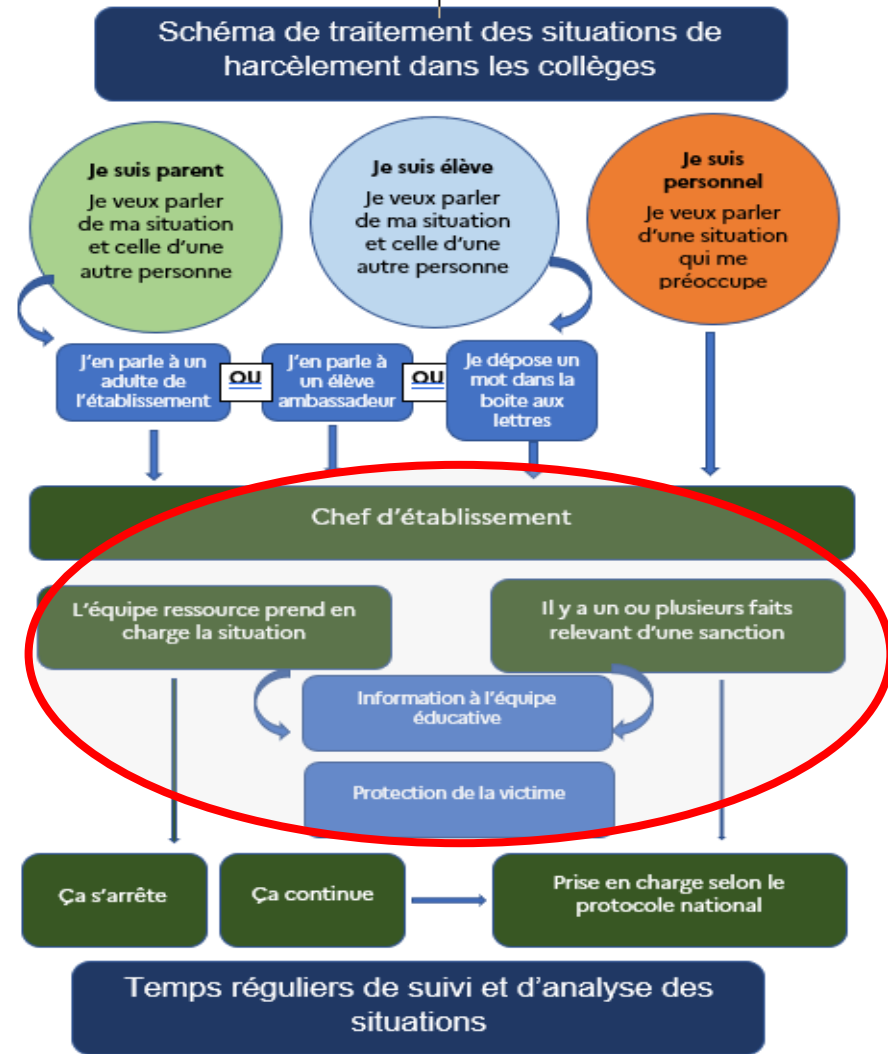 Schéma de traitement des situations de
harcèlement dans les collèges
Je suis parent
Je veux parler
de ma situation
et celle d'une
autre personne
Je suis élève
Je veux parler
de ma situation
et celle d'une
autre personne
Je suis
personnel
Je veux parler
d'une situation
qui me
préoccupe
J'en parle à un
adulte de
l'établissement
OU
J'en parle à
un élève
ambassadeur
OU
Je dépose un
mot dans la
boite aux
lettres
Chef d'établissement
L'équipe ressource prend en
charge la situation
Il y a un ou plusieurs faits
relevant d'une sanction
Information à l'équipe
éducative
Protection de la victime
Ça s'arrête
Ça continue
Prise en charge selon le
protocole national
Temps réguliers de suivi et d'analyse des
situations